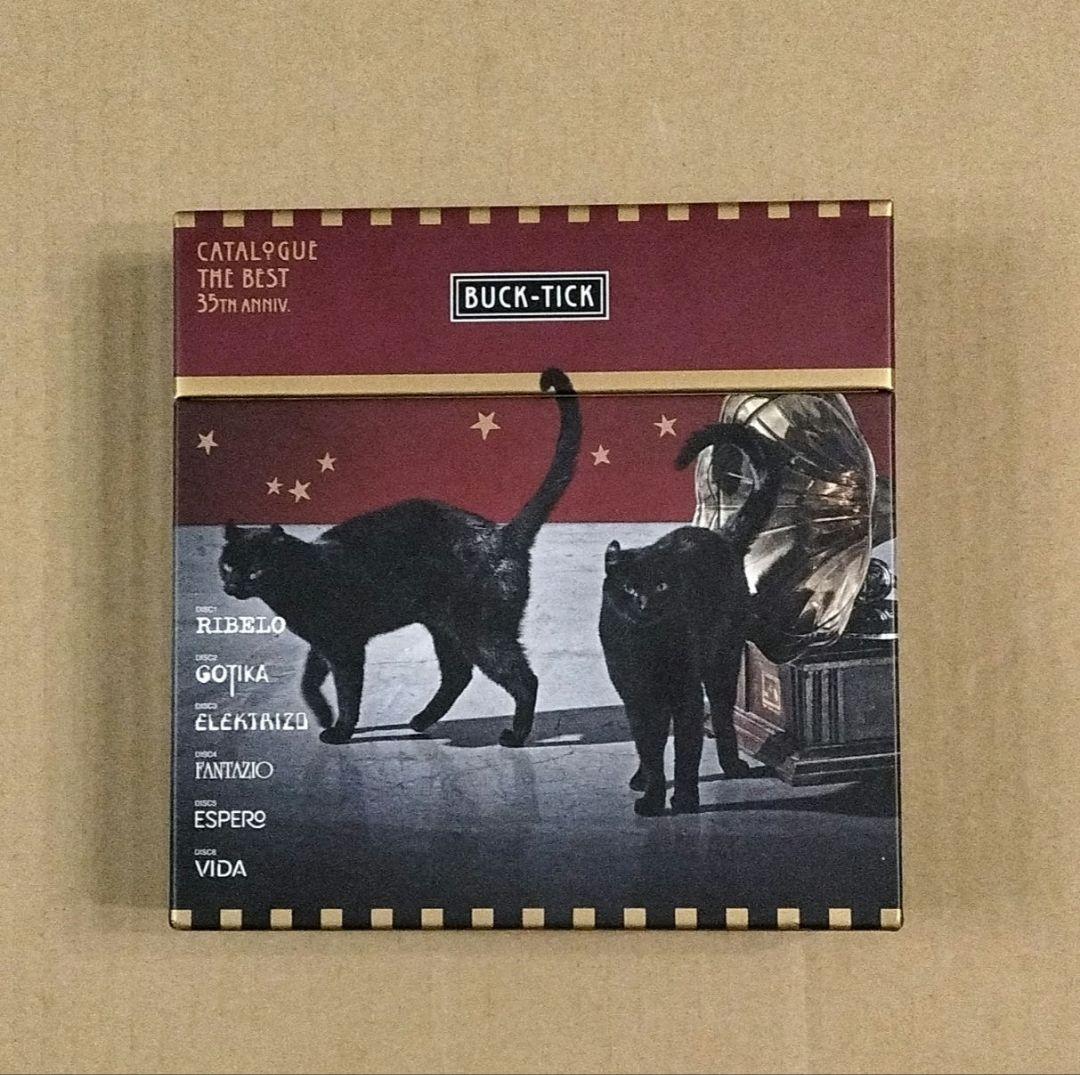 CATALOGUE
THE BEST
35TH ANNIV.
BUCK-TICK
DISC1
RIBELO
DISC2
GOTIKA
DISC3
ELEKTRIZO
DISC4
FANTAZIO
DISC5
ESPERO
DISC6
VIDA